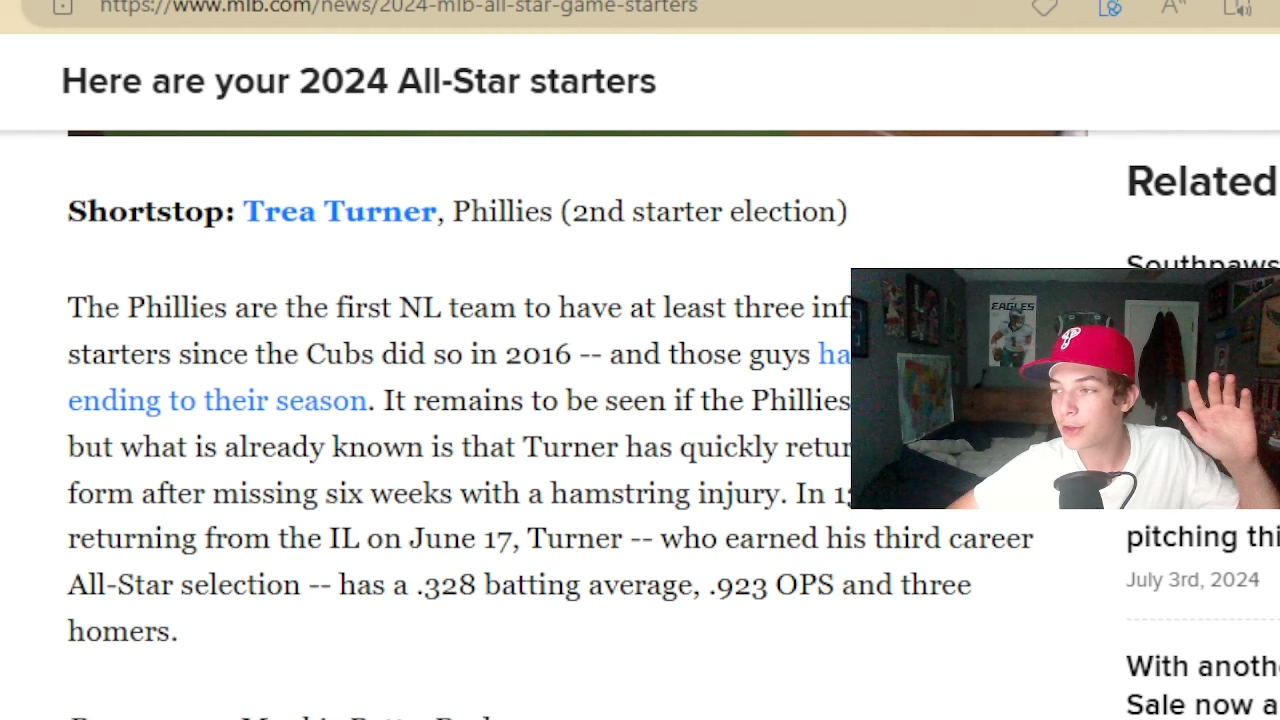 https://www.mlb.com/news/2024-mlb-all-star-game-starters
Here are your 2024 All-Star starters
Shortstop: Trea Turner, Phillies (2nd starter election)
The Phillies are the first NL team to have at least three inf
starters since the Cubs did so in 2016 -- and those guys ha
ending to their season. It remains to be seen if the Phillies
but what is already known is that Turner has quickly retur
form after missing six weeks with a hamstring injury. In 1
returning from the IL on June 17, Turner -- who earned his third career
All-Star selection -- has a .328 batting average, .923 OPS and three
homers.
Related
Southpaws
EAGLES
P
pitching thi
July 3rd, 2024
With anoth
Sale now a